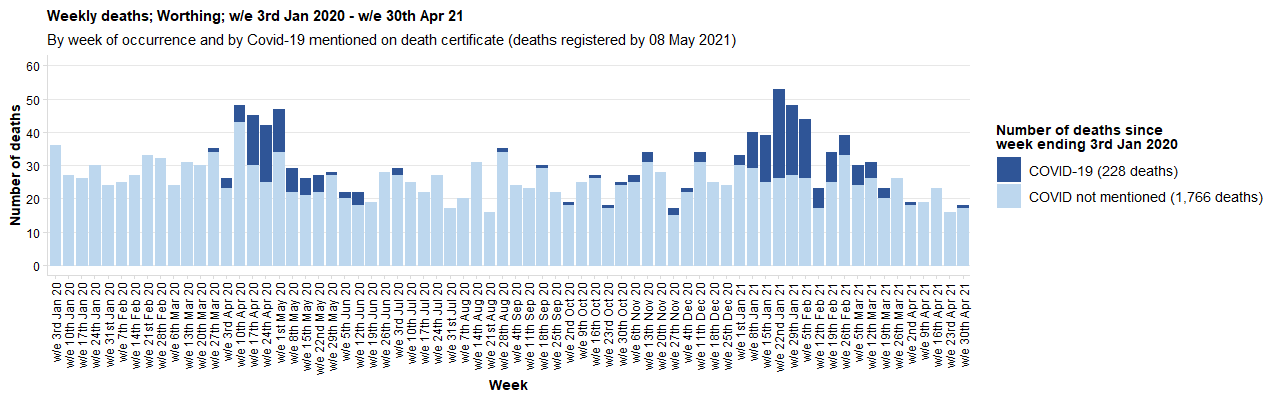 Weekly deaths; Worthing; w/e 3rd Jan 2020 - w/e 30th Apr 21
By week of occurrence and by Covid-19 mentioned on death certificate (deaths registered by 08 May 2021)
Number of deaths
60
50
40
30
20
10
0
w/e 3rd Jan 20
w/e 10th Jan 20
w/e 17th Jan 20
w/e 24th Jan 20
w/e 31st Jan 20
w/e 7th Feb 20
w/e 14th Feb 20
w/e 21st Feb 20
w/e 28th Feb 20
w/e 6th Mar 20
w/e 13th Mar 20
w/e 20th Mar 20
w/e 27th Mar 20
w/e 3rd Apr 20
w/e 10th Apr 20
w/e 17th Apr 20
w/e 24th Apr 20
w/e 1st May 20
w/e 8th May 20
w/e 15th May 20
w/e 22nd May 20
w/e 29th May 20
w/e 5th Jun 20
w/e 12th Jun 20
w/e 19th Jun 20
w/e 26th Jun 20
w/e 3rd Jul 20
w/e 10th Jul 20
w/e 17th Jul 20
w/e 24th Jul 20
w/e 31st Jul 20
w/e 7th Aug 20
w/e 14th Aug 20
w/e 21st Aug 20
w/e 28th Aug 20
w/e 4th Sep 20
w/e 11th Sep 20
w/e 18th Sep 20
w/e 25th Sep 20
w/e 2nd Oct 20
w/e 9th Oct 20
w/e 16th Oct 20
w/e 23rd Oct 20
w/e 30th Oct 20
w/e 6th Nov 20
w/e 13th Nov 20
w/e 20th Nov 20
w/e 27th Nov 20
w/e 4th Dec 20
w/e 11th Dec 20
w/e 18th Dec 20
w/e 25th Dec 20
w/e 1st Jan 21
w/e 8th Jan 21
w/e 15th Jan 21
w/e 22nd Jan 21
w/e 29th Jan 21
w/e 5th Feb 21
w/e 12th Feb 21
w/e 19th Feb 21
w/e 26th Feb 21
w/e 5th Mar 21
w/e 12th Mar 21
w/e 19th Mar 21
w/e 26th Mar 21
w/e 2nd Apr 21
w/e 9th Apr 21
w/e 16th Apr 21
w/e 23rd Apr 21
w/e 30th Apr 21
Week
Number of deaths since
week ending 3rd Jan 2020
COVID-19 (228 deaths)
COVID not mentioned (1,766 deaths)